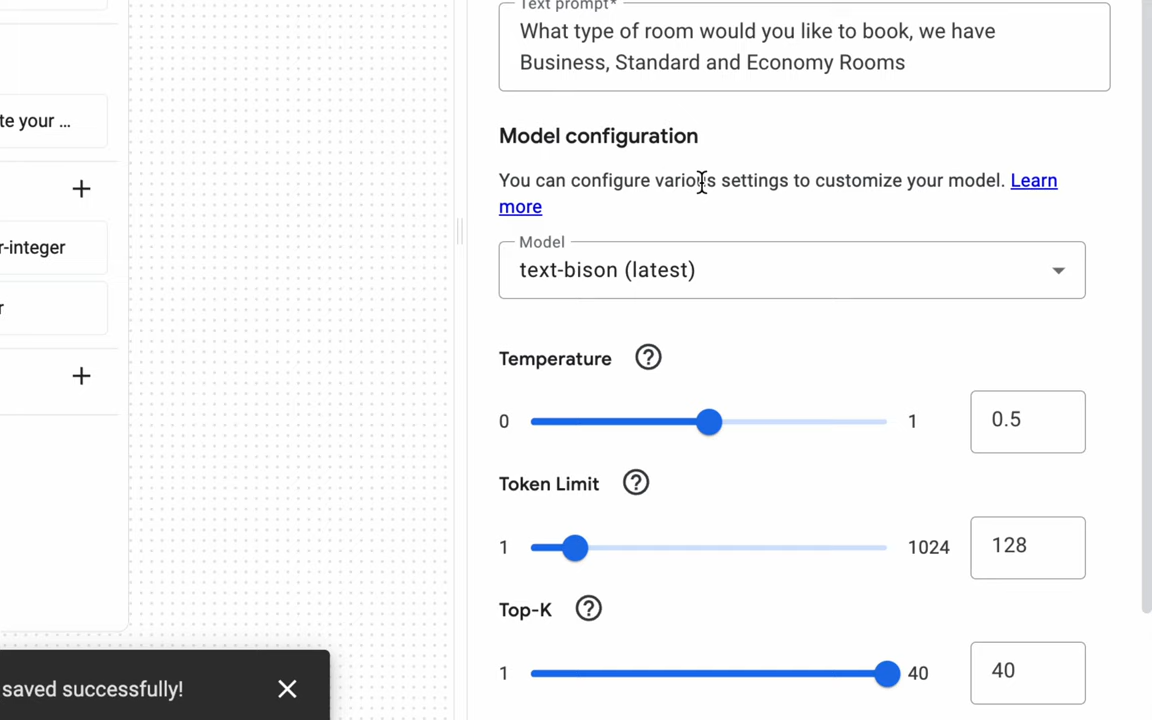 Text prompt*
What type of room would you like to book, we have
Business, Standard and Economy Rooms
te your ...
Model configuration
You can configure various settings to customize your model. Learn
more
r-integer
Model
text-bison (latest)
r
Temperature
0
1
0.5
Token Limit
1
1024
128
Top-K
1
40
40
saved successfully!